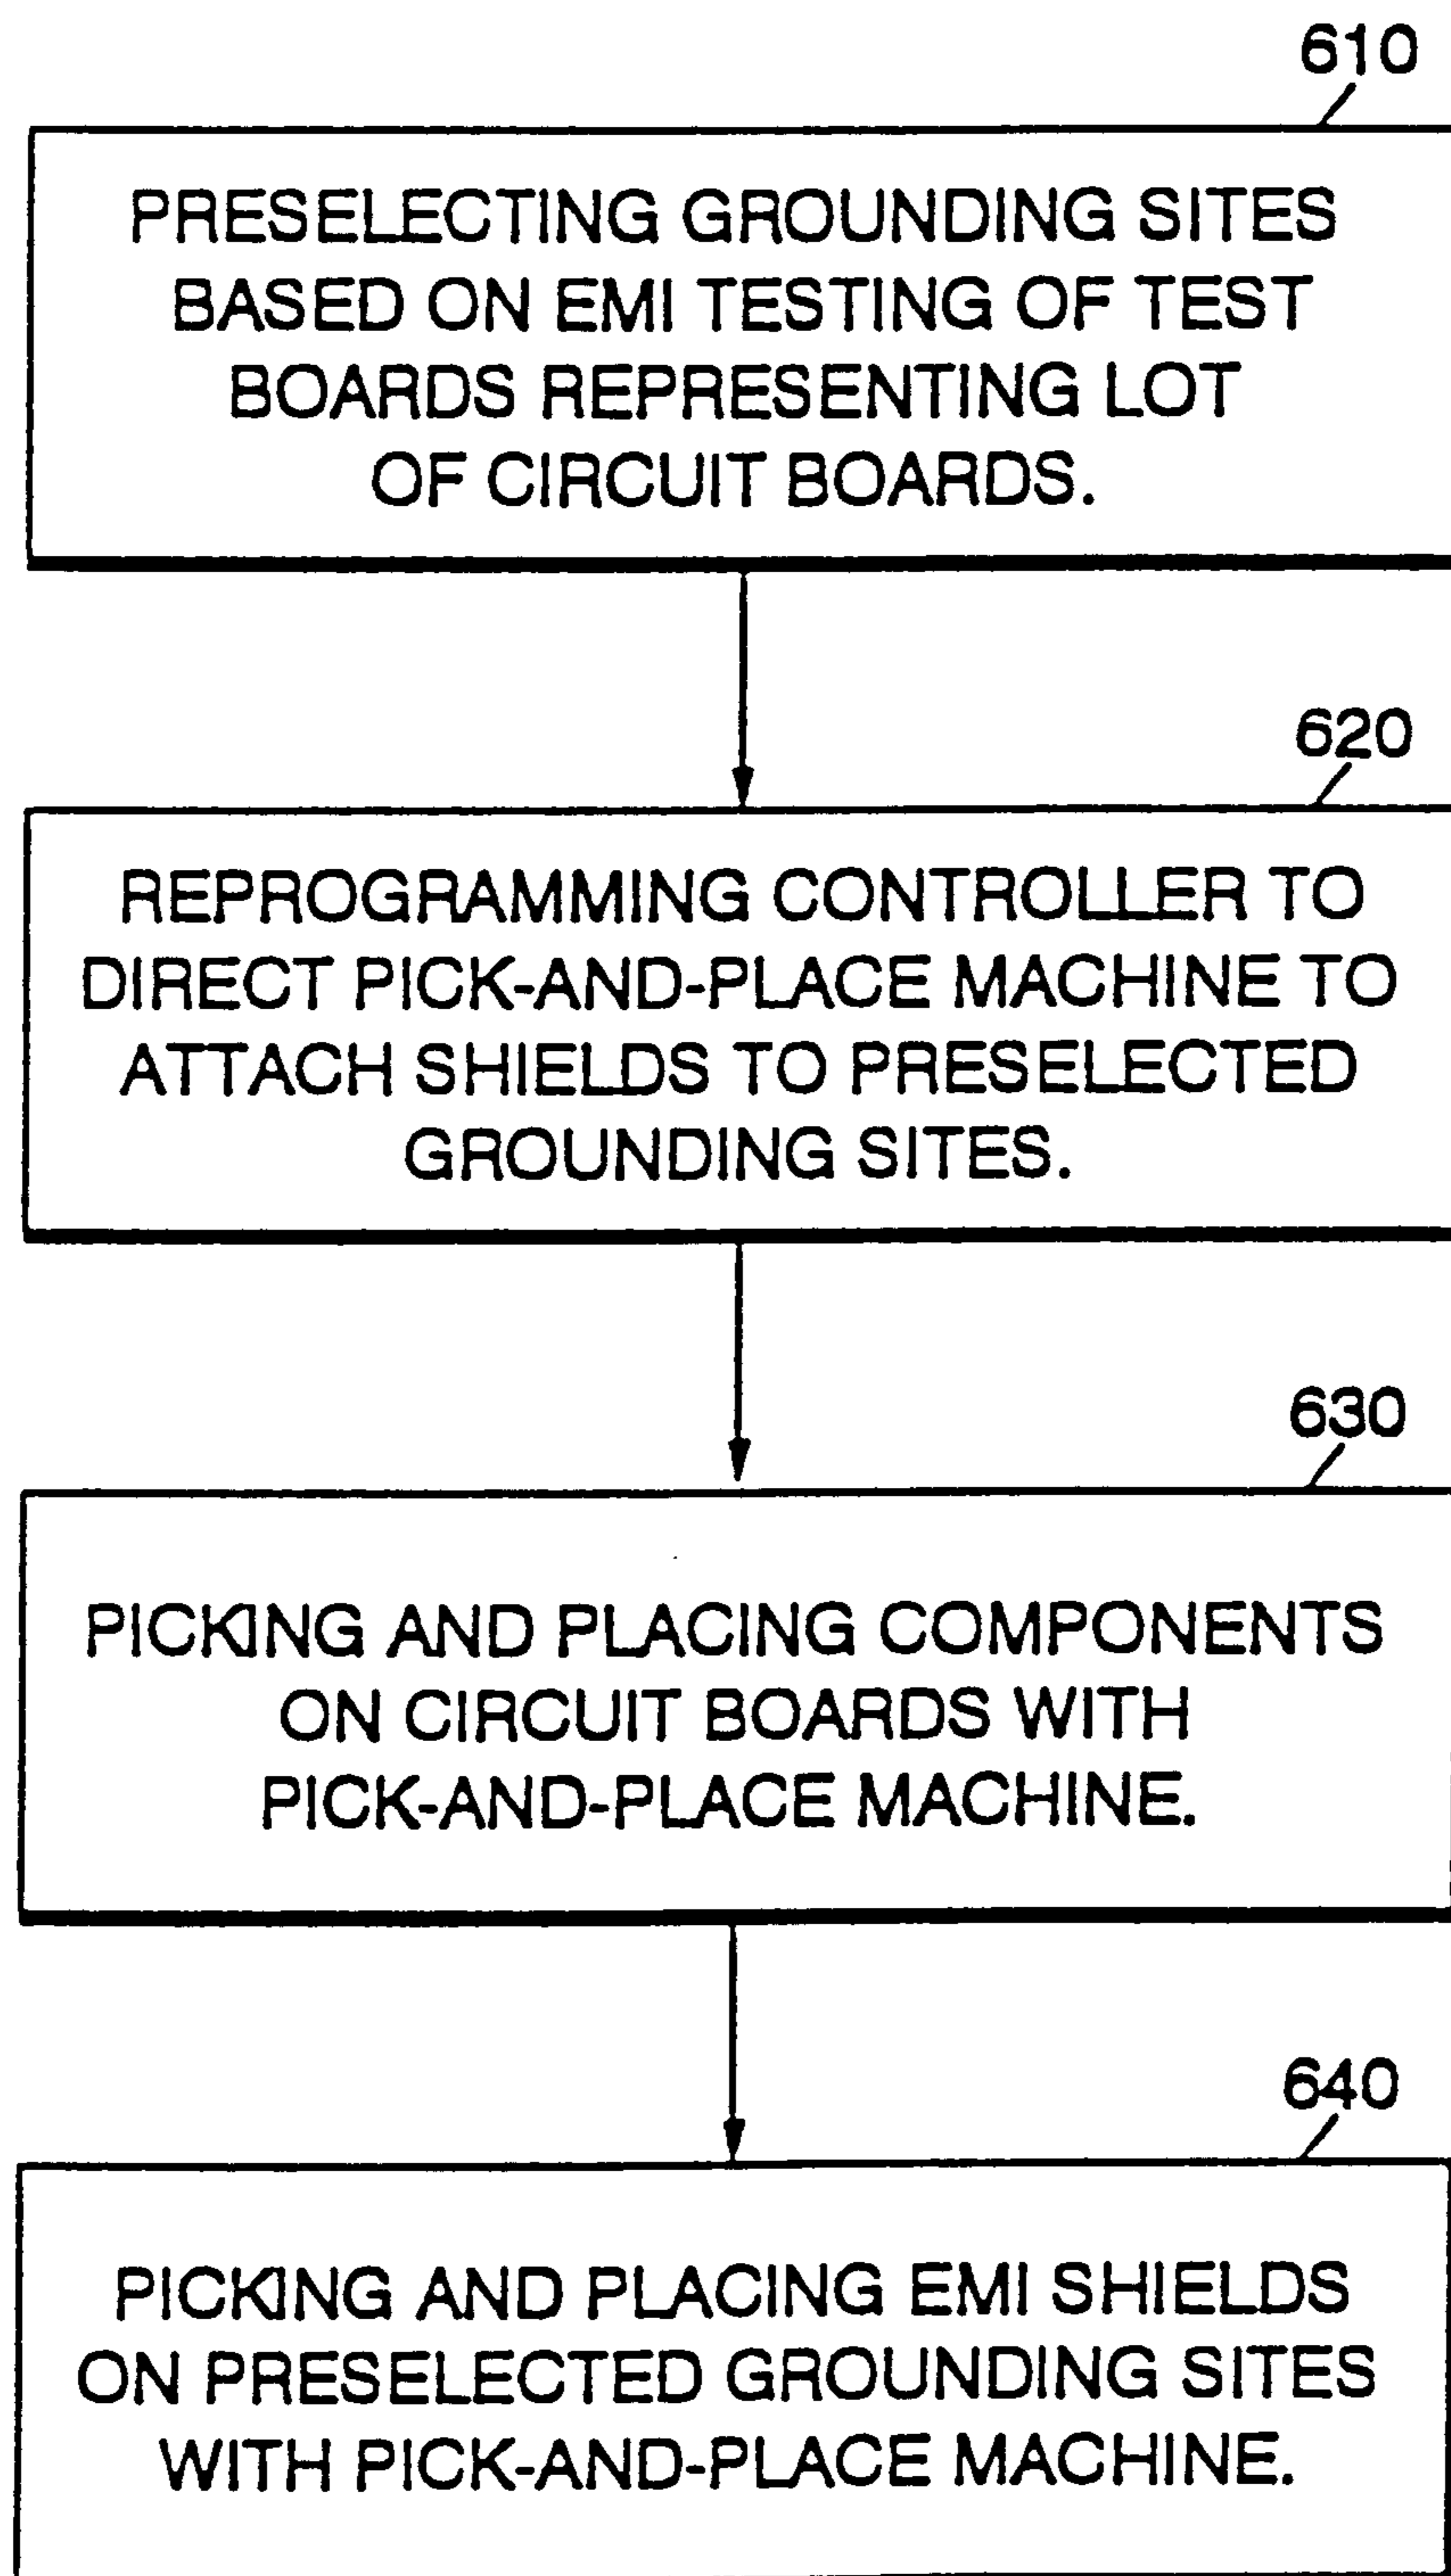 610
PRESELECTING GROUNDING SITES
BASED ON EMI TESTING OF TEST
BOARDS REPRESENTING LOT
OF CIRCUIT BOARDS.
620
REPROGRAMMING CONTROLLER TO
DIRECT PICK-AND-PLACE MACHINE TO
ATTACH SHIELDS TO PRESELECTED
GROUNDING SITES.
630
PICKING AND PLACING COMPONENTS
ON CIRCUIT BOARDS WITH
PICK-AND-PLACE MACHINE.
640
PICKING AND PLACING EMI SHIELDS
ON PRESELECTED GROUNDING SITES
WITH PICK-AND-PLACE MACHINE.